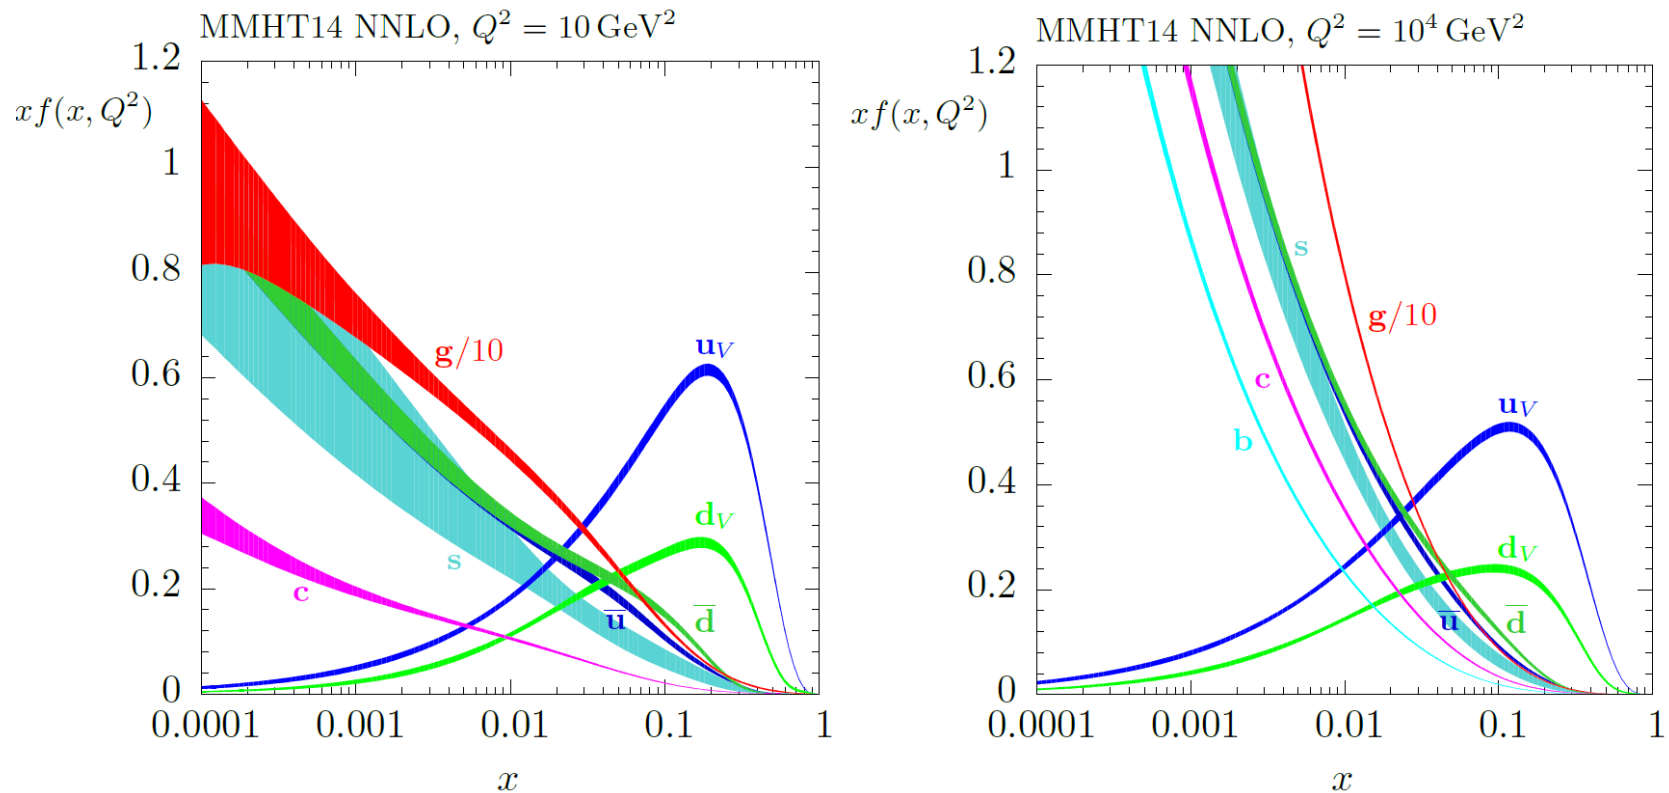 MMHT14 NNLO, Q² = 10 GeV²
xf(x, Q²)
1.2
1
0.8
0.6
0.4
0.2
0
g/10
u_V
d_V
s
c
u̅
d̅
0.0001 0.001 0.01 0.1 1
x
MMHT14 NNLO, Q² = 10⁴ GeV²
xf(x, Q²)
1.2
1
0.8
0.6
0.4
0.2
0
s
g/10
c
b
u_V
d_V
u̅
d̅
0.0001 0.001 0.01 0.1 1
x